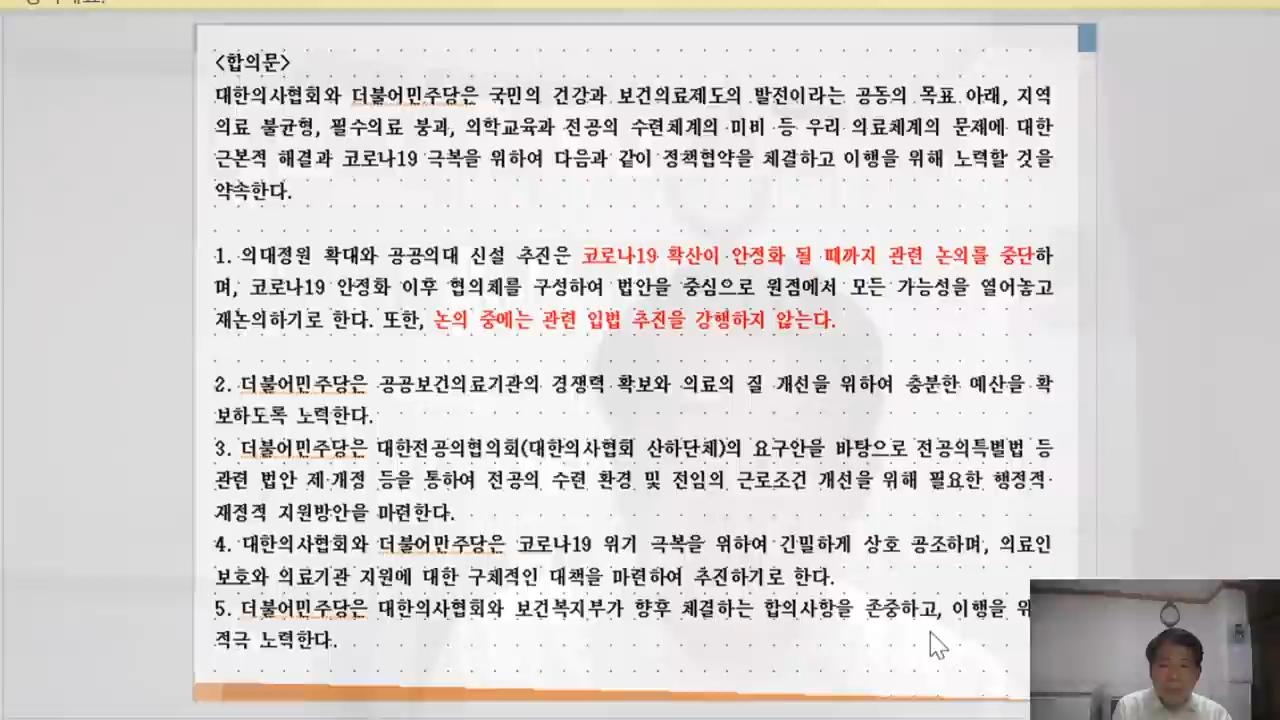 <합의문>
대한의사협회와 더불어민주당은 국민의 건강과 보건의료제도의 발전이라는 공동의 목표 아래, 지역
의료 불균형, 필수의료 붕괴, 의학교육과 전공의 수련체계의 미비 등 우리 의료체계의 문제에 대한
근본적 해결과 코로나19 극복을 위하여 다음과 같이 정책협약을 체결하고 이행을 위해 노력할 것을
약속한다.
1. 의대정원 확대와 공공의대 신설 추진은 코로나19 확산이 안정화 될 때까지 관련 논의를 중단하
며, 코로나19 안정화 이후 협의체를 구성하여 법안을 중심으로 원점에서 모든 가능성을 열어놓고
재논의하기로 한다. 또한, 논의 중에는 관련 입법 추진을 강행하지 않는다.
2. 더불어민주당은 공공보건의료기관의 경쟁력 확보와 의료의 질 개선을 위하여 충분한 예산을 확
보하도록 노력한다.
3. 더불어민주당은 대한전공의협의회(대한의사협회 산하단체)의 요구안을 바탕으로 전공의특별법 등
관련 법안 제·개정 등을 통하여 전공의 수련 환경 및 전임의 근로조건 개선을 위해 필요한 행정적·
재정적 지원방안을 마련한다.
4. 대한의사협회와 더불어민주당은 코로나19 위기 극복을 위하여 긴밀하게 상호 공조하며, 의료인
보호와 의료기관 지원에 대한 구체적인 대책을 마련하여 추진하기로 한다.
5. 더불어민주당은 대한의사협회와 보건복지부가 향후 체결하는 합의사항을 존중하고, 이행을 위
적극 노력한다.